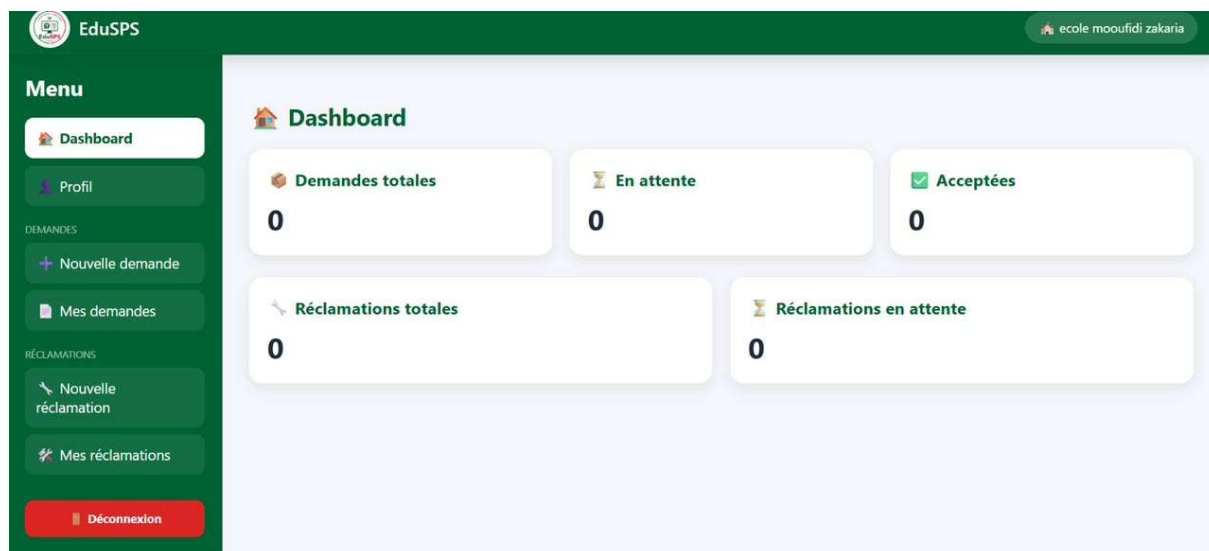 EduSPS
EduSPS
ecole mooufidi zakaria
Menu
Dashboard
Profil
DEMANDES
Nouvelle demande
Mes demandes
RÉCLAMATIONS
Nouvelle
réclamation
Mes réclamations
Déconnexion
Dashboard
Demandes totales
0
En attente
0
Acceptées
0
Réclamations totales
0
Réclamations en attente
0